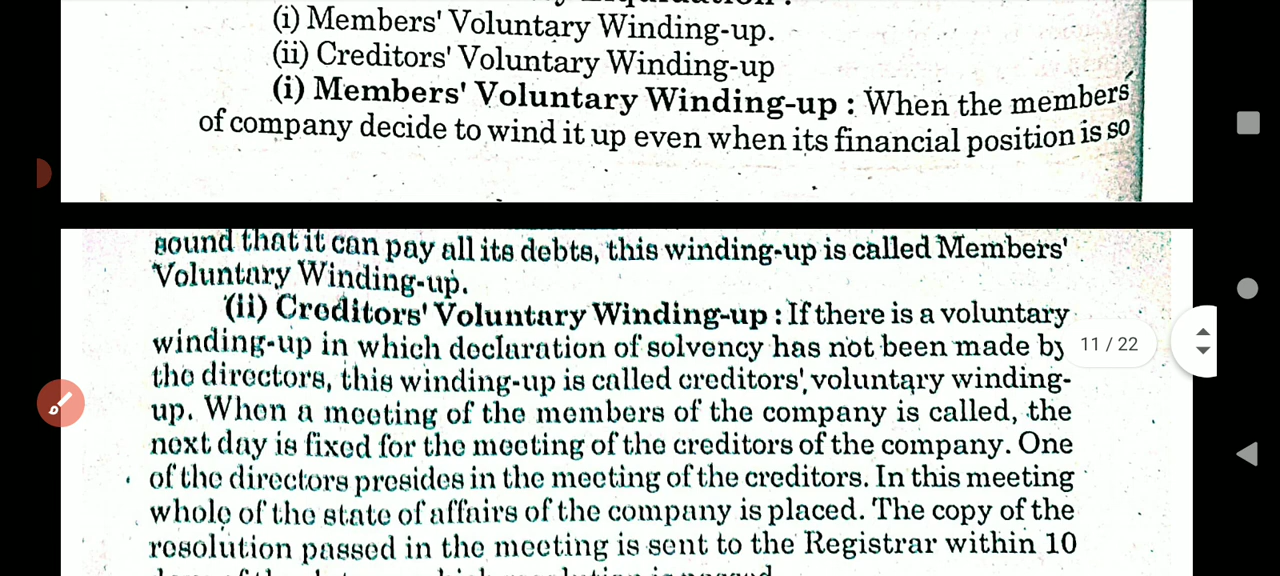 (i) Members' Voluntary Winding-up.
(ii) Creditors' Voluntary Winding-up
(i) Members' Voluntary Winding-up : When the members
of company decide to wind it up even when its financial position is so
sound that it can pay all its debts, this winding-up is called Members'
Voluntary Winding-up.
(ii) Creditors' Voluntary Winding-up : If there is a voluntary
winding-up in which declaration of solvency has not been made by
11 / 22
the directors, this winding-up is called creditors' voluntary winding-
up. When a meeting of the members of the company is called, the
next day is fixed for the meeting of the creditors of the company. One
of the directors presides in the meeting of the creditors. In this meeting
whole of the state of affairs of the company is placed. The copy of the
resolution passed in the meeting is sent to the Registrar within 10